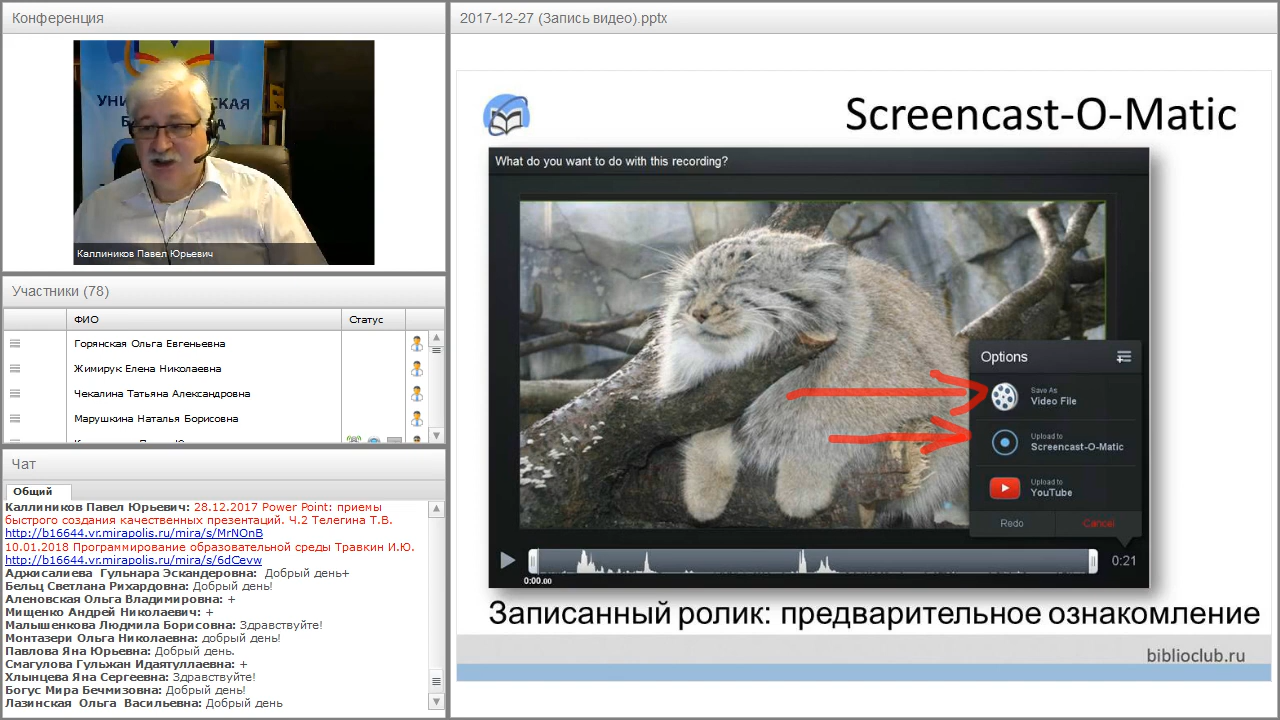 Конференция
УНИ
СКАЯ
Б
А
Каллиников Павел Юрьевич
Участники (78)
ФИО
Статус
Горянская Ольга Евгеньевна
Жимирук Елена Николаевна
Чекалина Татьяна Александровна
Марушкина Наталья Борисовна
Чат
Общий
Каллиников Павел Юрьевич: 28.12.2017 Power Point: приемы
быстрого создания качественных презентаций. Ч.2 Телегина Т.В.
http://b16644.vr.mirapolis.ru/mira/s/MrNOnB
10.01.2018 Программирование образовательной среды Травкин И.Ю.
http://b16644.vr.mirapolis.ru/mira/s/6dCevw
Аджисалиева Гульнара Эскандеровна: Добрый день+
Бельц Светлана Рихардовна: Добрый день!
Аленовская Ольга Владимировна: +
Мищенко Андрей Николаевич: +
Малышенкова Людмила Борисовна: Здравствуйте!
Монтазери Ольга Николаевна: добрый день!
Павлова Яна Юрьевна: Добрый день.
Смагулова Гульжан Идаятуллаевна: +
Хлынцева Яна Сергеевна: Здравствуйте!
Богус Мира Бечмизовна: Добрый день!
Лазинская Ольга Васильевна: Добрый день
2017-12-27 (Запись видео).pptx
Screencast-O-Matic
What do you want to do with this recording?
Options
Save As
Video File
Upload to
Screencast-O-Matic
Upload to
YouTube
Redo
Cancel
0:21
0:00.00
Записанный ролик: предварительное ознакомление
biblioclub.ru